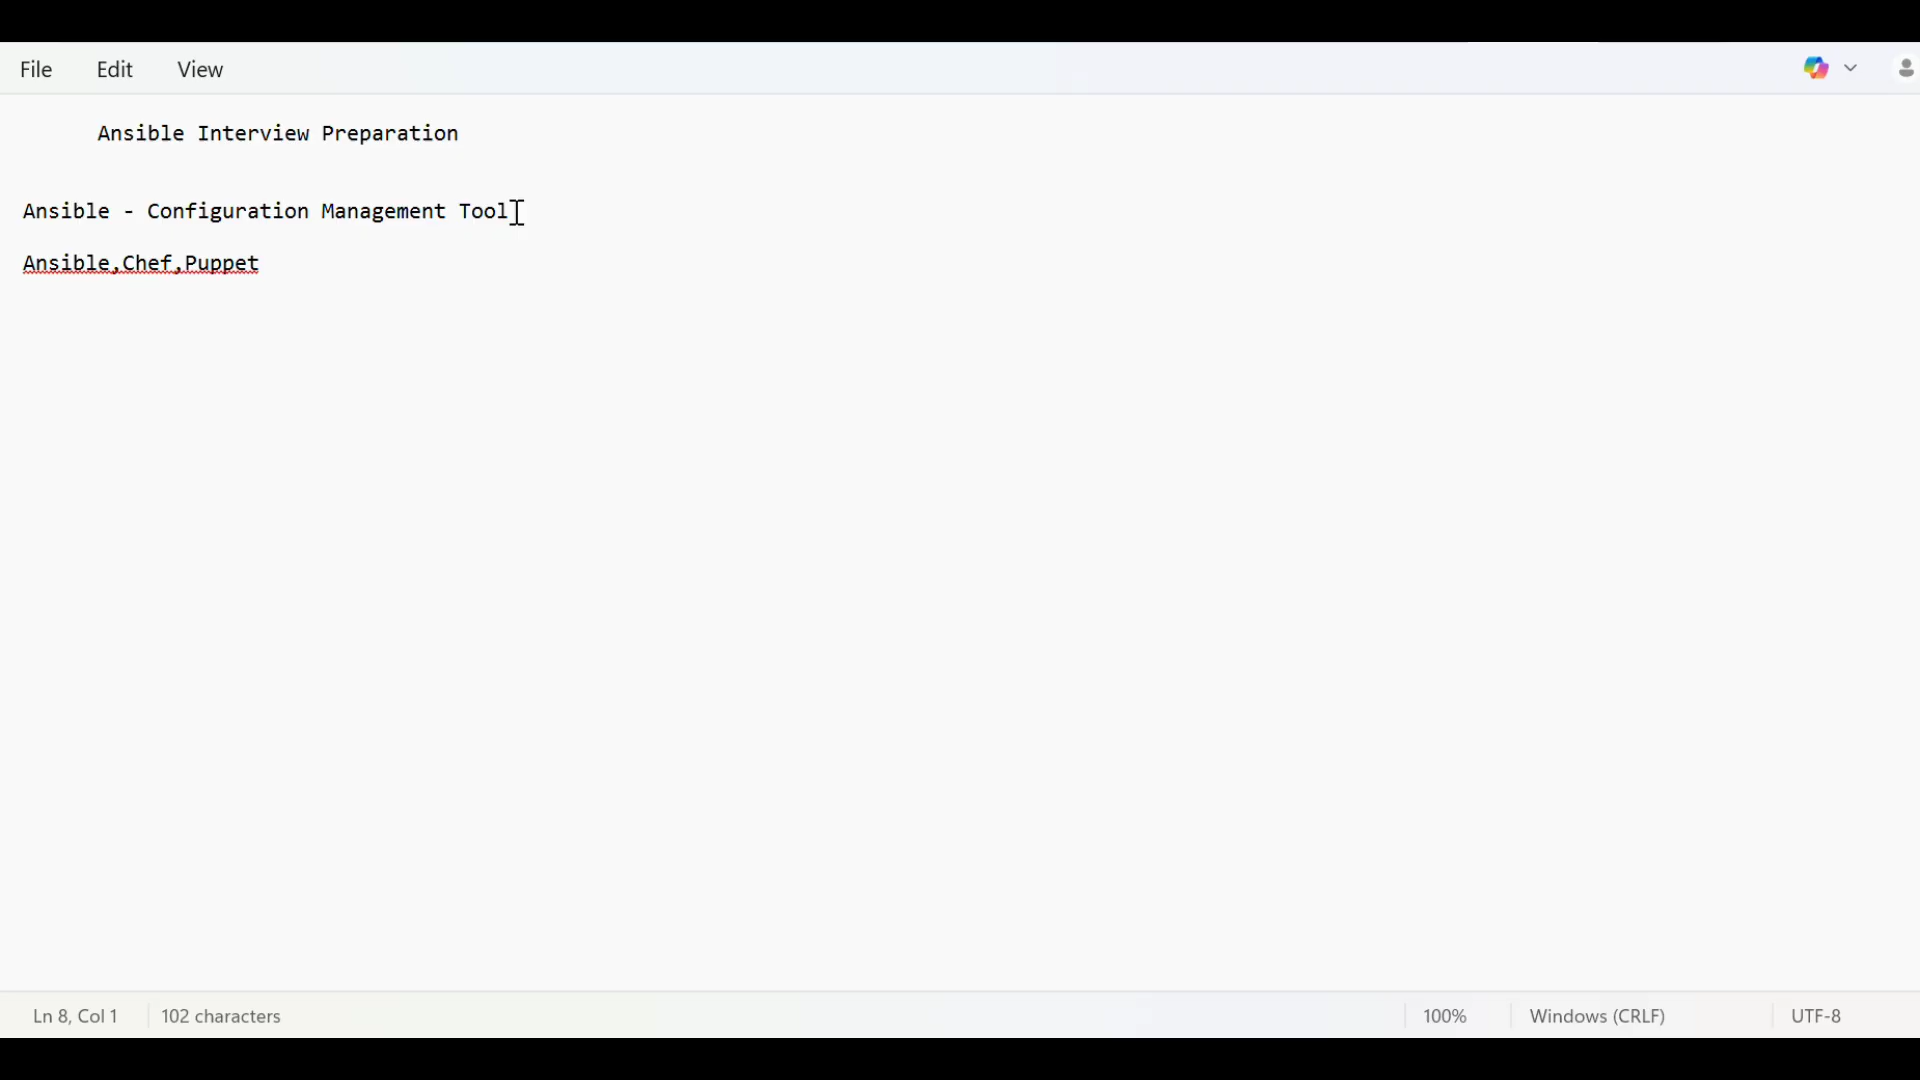 File Edit View
Ansible Interview Preparation
Ansible - Configuration Management Tool
Ansible,Chef,Puppet
Ln 8, Col 1 102 characters 100% Windows (CRLF) UTF-8